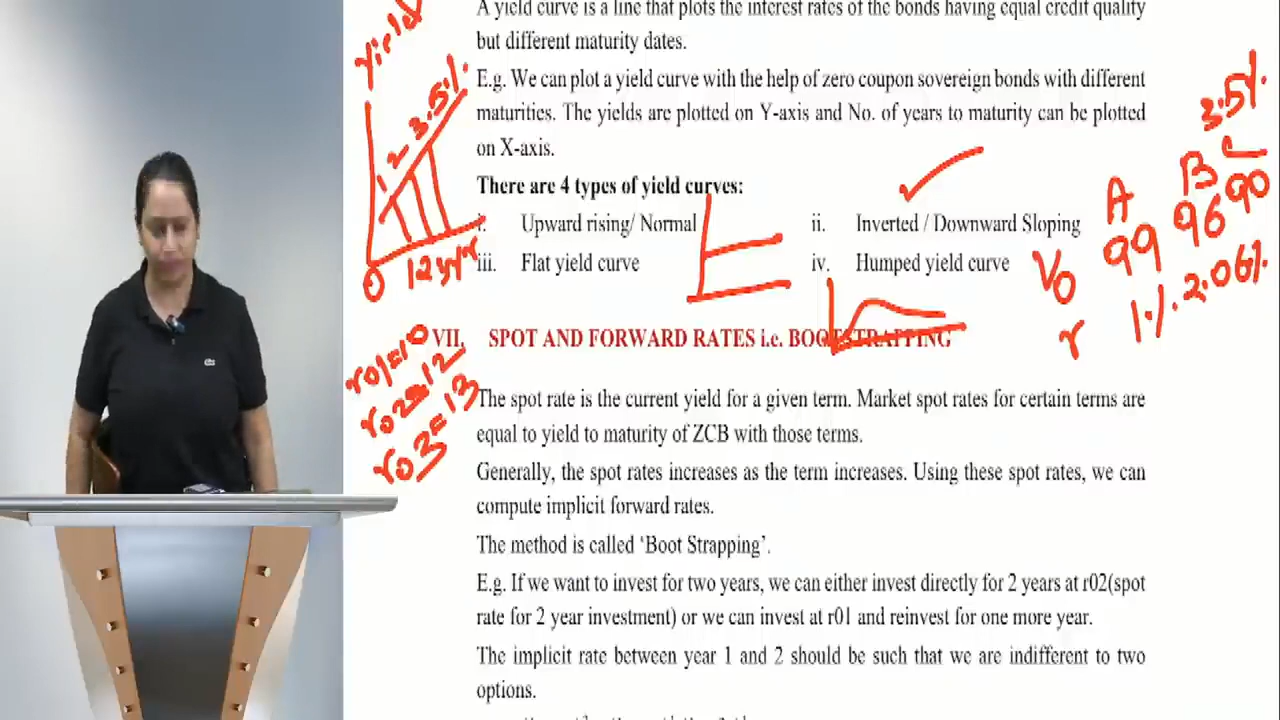 A yield curve is a line that plots the interest rates of the bonds having equal credit quality
but different maturity dates.
E.g. We can plot a yield curve with the help of zero coupon sovereign bonds with different
maturities. The yields are plotted on Y-axis and No. of years to maturity can be plotted
on X-axis.
There are 4 types of yield curves:
i. Upward rising/ Normal
ii. Inverted / Downward Sloping
iii. Flat yield curve
iv. Humped yield curve
VII. SPOT AND FORWARD RATES i.e. BOOTSTRAPPING
The spot rate is the current yield for a given term. Market spot rates for certain terms are
equal to yield to maturity of ZCB with those terms.
Generally, the spot rates increases as the term increases. Using these spot rates, we can
compute implicit forward rates.
The method is called ‘Boot Strapping’.
E.g. If we want to invest for two years, we can either invest directly for 2 years at r02(spot
rate for 2 year investment) or we can invest at r01 and reinvest for one more year.
The implicit rate between year 1 and 2 should be such that we are indifferent to two
options.
Yield
1 2 3.5%
0
1 2 3 yr
r01=10
r02=12
r03=13
A B C
V0 99 96 90
r 1% 2.06% 3.5%